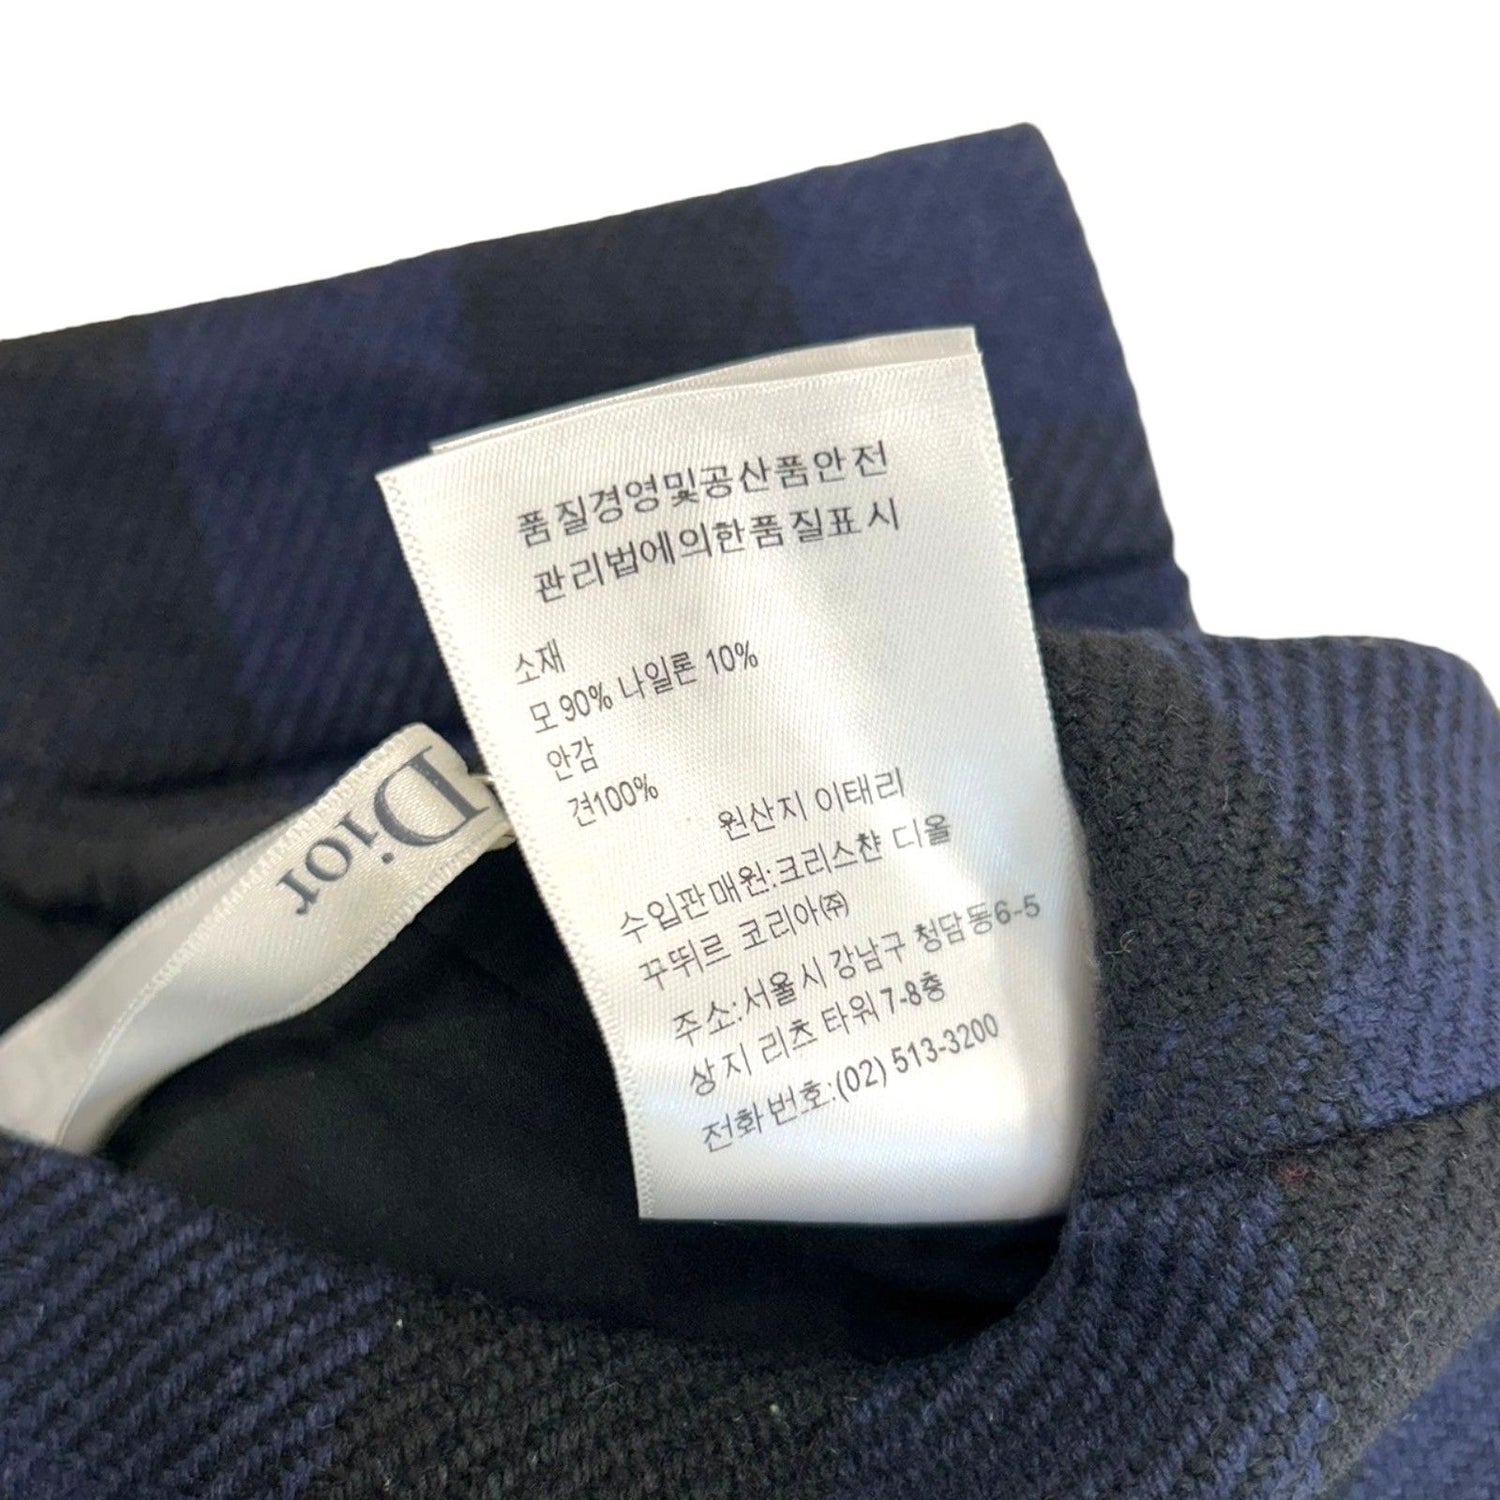 품질경영및공산품안전
관리법에의한품질표시
소재
모 90% 나일론 10%
안감
견100%
원산지 이태리
수입판매원:크리스챤 디올
꾸뛰르 코리아㈜
주소:서울시 강남구 청담동6-5
상지 리츠 타워 7-8층
전화번호:(02) 513-3200
Dior